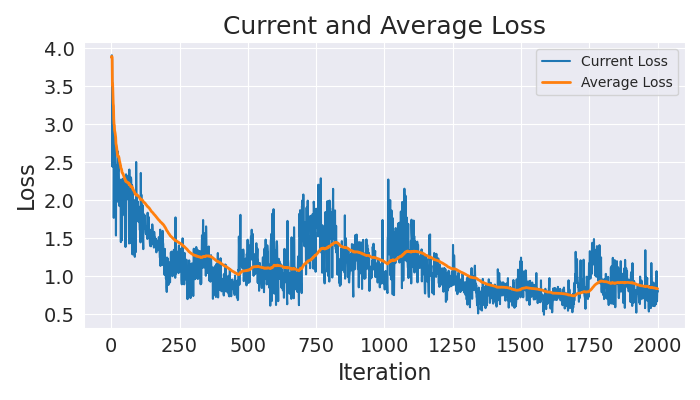 Current and Average Loss
Current Loss
Average Loss
4.0
3.5
3.0
2.5
2.0
1.5
1.0
0.5
Loss
0 250 500 750 1000 1250 1500 1750 2000
Iteration